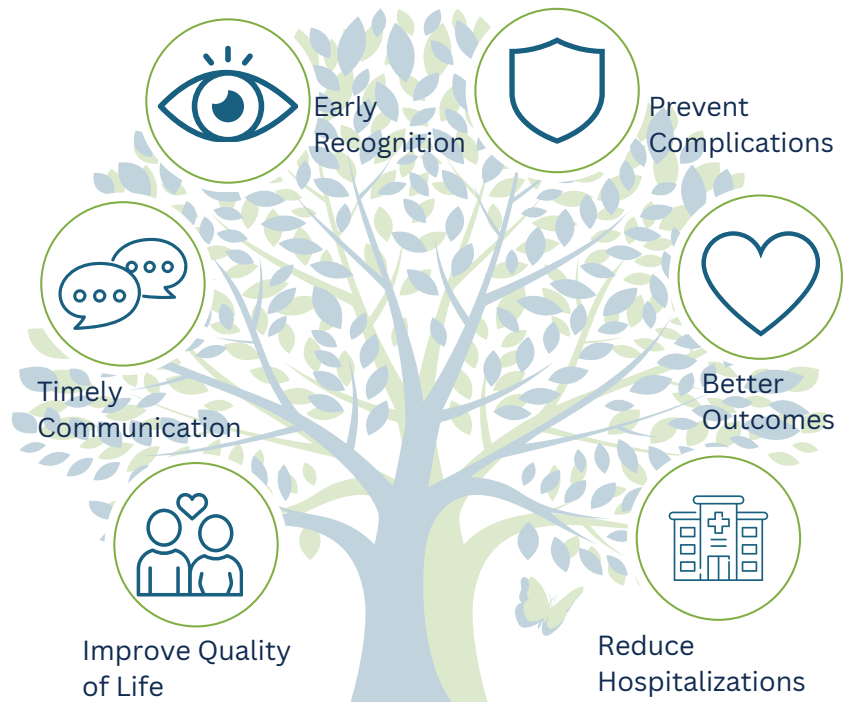 Early
Recognition
Prevent
Complications
Timely
Communication
Better
Outcomes
Improve Quality
of Life
Reduce
Hospitalizations